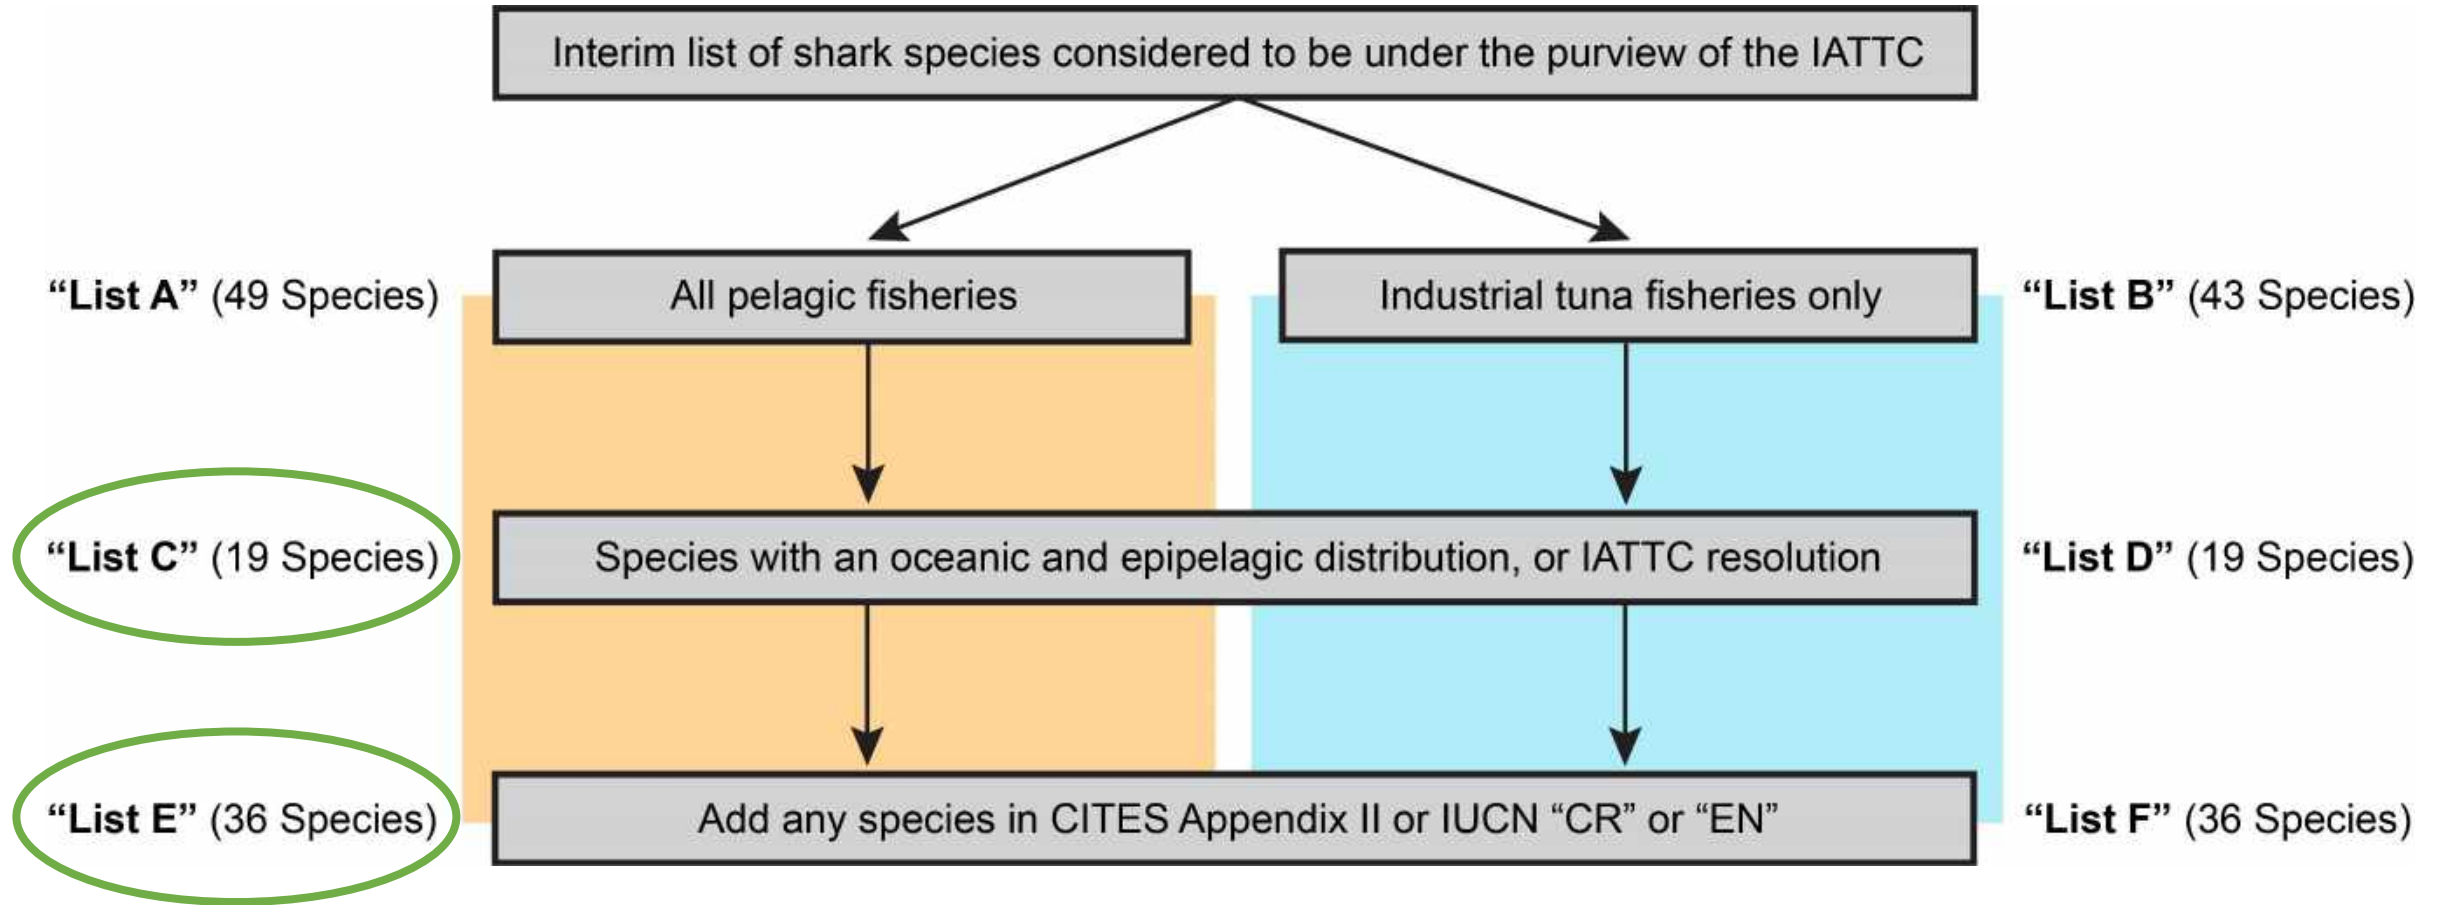 Interim list of shark species considered to be under the purview of the IATTC
“List A” (49 Species)
All pelagic fisheries
Industrial tuna fisheries only
“List B” (43 Species)
“List C” (19 Species)
Species with an oceanic and epipelagic distribution, or IATTC resolution
“List D” (19 Species)
“List E” (36 Species)
Add any species in CITES Appendix II or IUCN “CR” or “EN”
“List F” (36 Species)